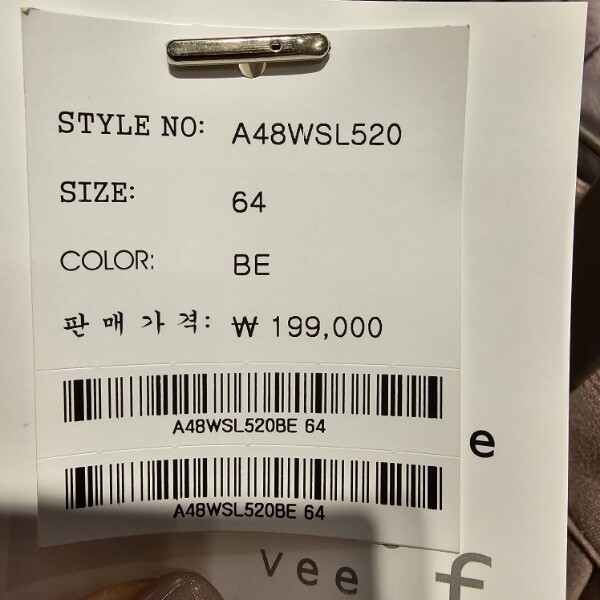 STYLE NO: A48WSL520
SIZE: 64
COLOR: BE
판매가격: ₩ 199,000
A48WSL520BE 64
e
A48WSL520BE 64
vee f